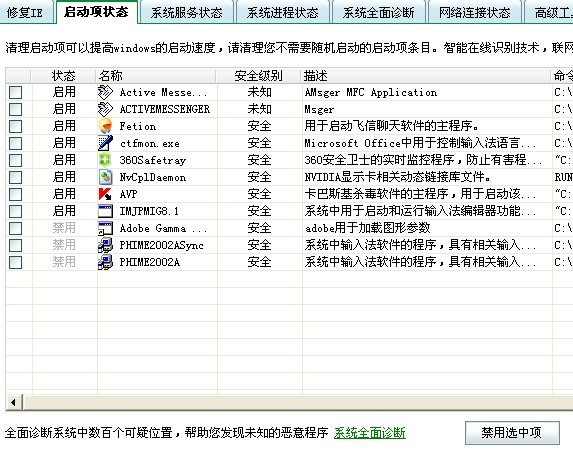 修复IE 启动项状态 系统服务状态 系统进程状态 系统全面诊断 网络连接状态 高级工
清理启动项可以提高windows的启动速度，请清理您不需要随机启动的启动项条目。智能在线识别技术，联网
状态 名称 安全级别 描述 命令
启用 Active Messe... 未知 AMsger MFC Application C:\
启用 ACTIVEMESSENGER 未知 Msger C:\
启用 Fetion 安全 用于启动飞信聊天软件的主程序。 C:\
启用 ctfmon.exe 安全 Microsoft Office中用于控制输入法语言... C:\
启用 360Safetray 安全 360安全卫士的实时监控程序，防止有害程... "C:
启用 NvCplDaemon 安全 NVIDIA显示卡相关动态链接库文件。 RUN
启用 AVP 安全 卡巴斯基杀毒软件的主程序，用于启动该... "C:
启用 IMJPMIG8.1 安全 系统中用于启动和运行输入法编辑器功能... "C:
禁用 Adobe Gamma ... 安全 adobe用于加载图形参数 C:\
禁用 PHIME2002ASync 安全 系统中输入法软件的程序，具有相关输入... C:\
禁用 PHIME2002A 安全 系统中输入法软件的程序，具有相关输入... C:\
全面诊断系统中数百个可疑位置，帮助您发现未知的恶意程序 系统全面诊断 禁用选中项